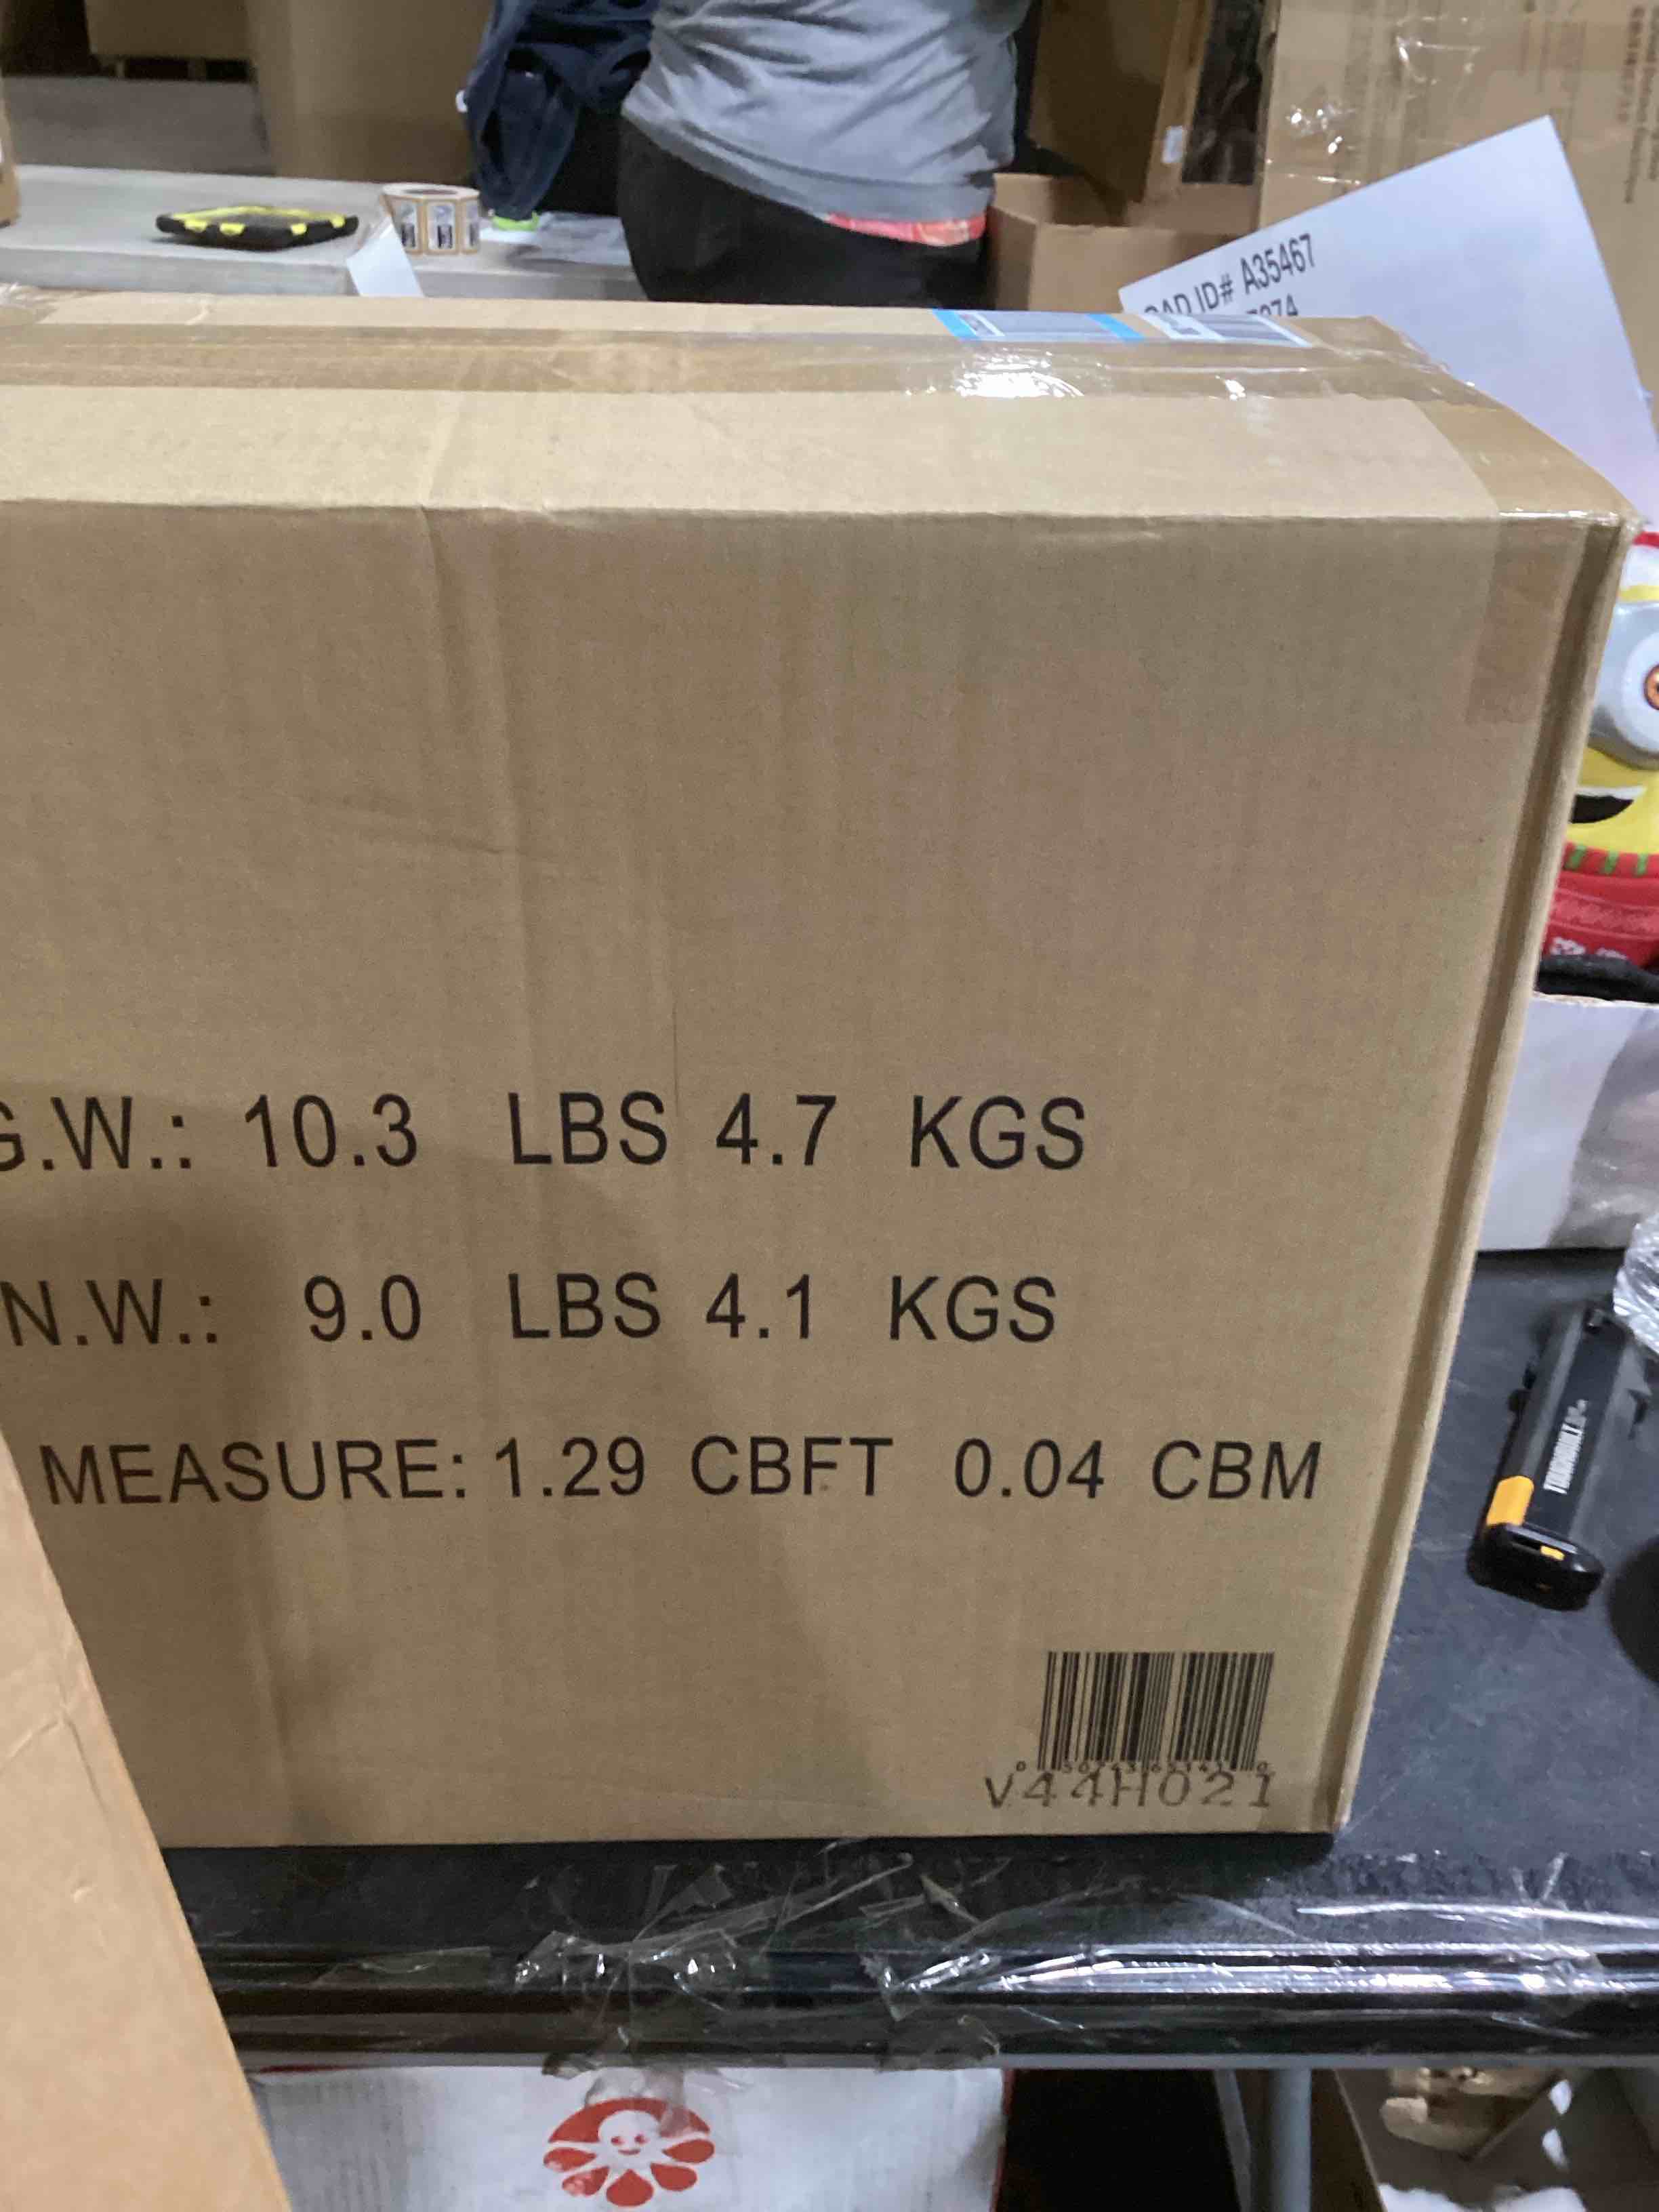 ID# A35467
G.W.: 10.3 LBS 4.7 KGS
N.W.: 9.0 LBS 4.1 KGS
MEASURE: 1.29 CBFT 0.04 CBM
V44H021